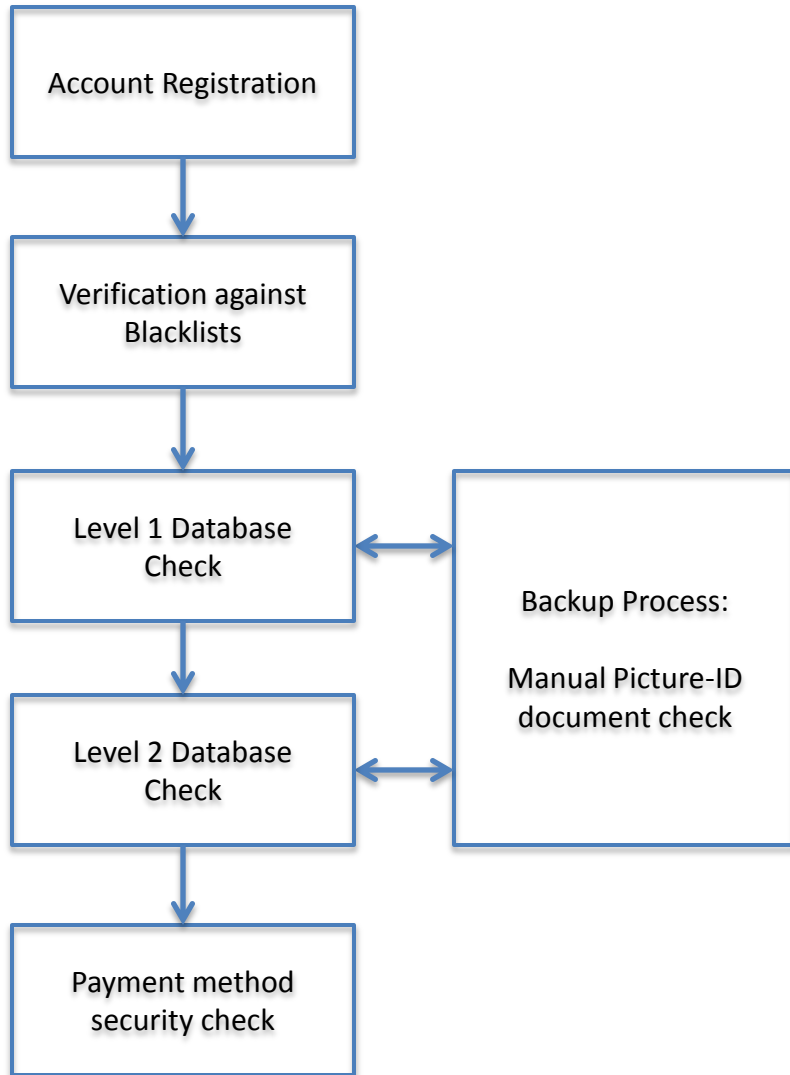 Account Registration
Verification against
Blacklists
Level 1 Database
Check
Backup Process:
Manual Picture-ID
document check
Level 2 Database
Check
Payment method
security check